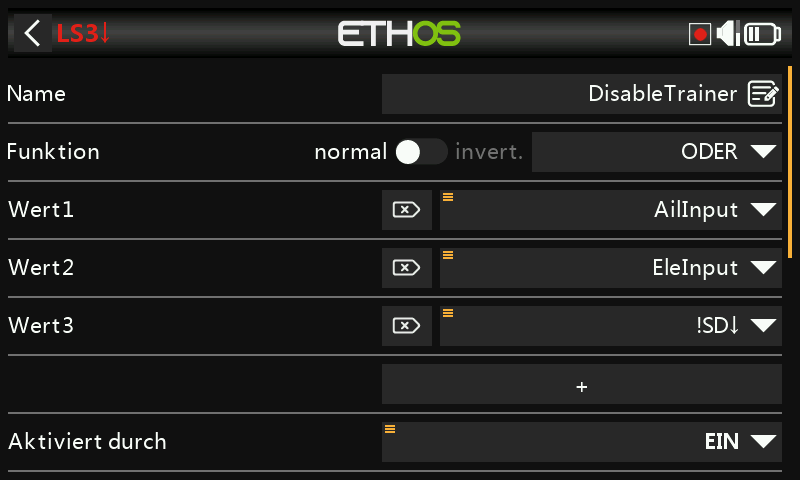 LS3↓ ETHOS
Name DisableTrainer
Funktion normal invert. ODER
Wert1 AilInput
Wert2 EleInput
Wert3 !SD↓
+
Aktiviert durch EIN